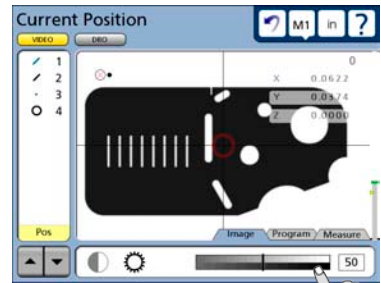 Current Position
M1
in
?
VIDEO
DRO
1
2
3
4
0
X 0.0622
Y 0.0374
Z 0.0000
Pos
Image
Program
Measure
50